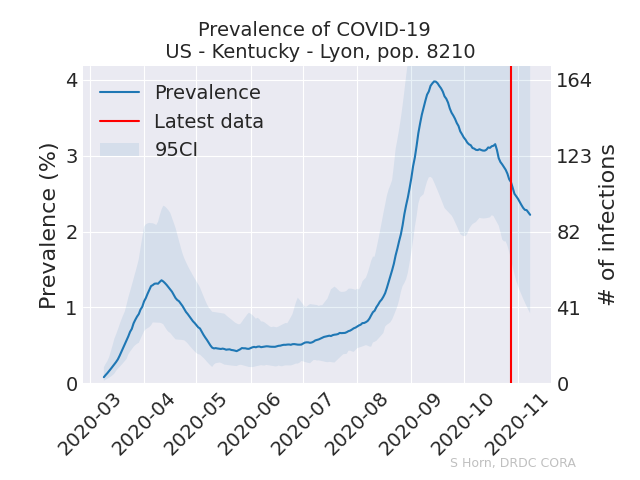 Prevalence of COVID-19
US - Kentucky - Lyon, pop. 8210
Prevalence
Latest data
95CI
Prevalence (%)
4
3
2
1
0
# of infections
164
123
82
41
0
2020-03
2020-04
2020-05
2020-06
2020-07
2020-08
2020-09
2020-10
2020-11
S Horn, DRDC CORA